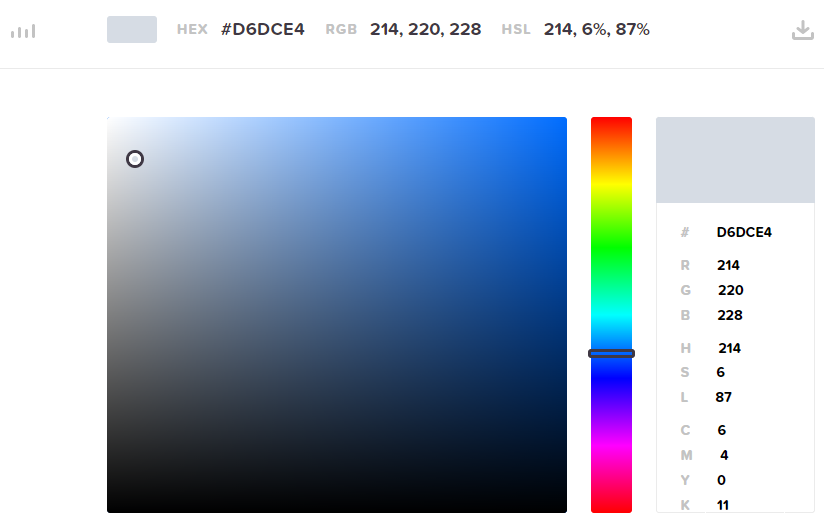 HEX #D6DCE4 RGB 214, 220, 228 HSL 214, 6%, 87%
# D6DCE4
R 214
G 220
B 228
H 214
S 6
L 87
C 6
M 4
Y 0
K 11